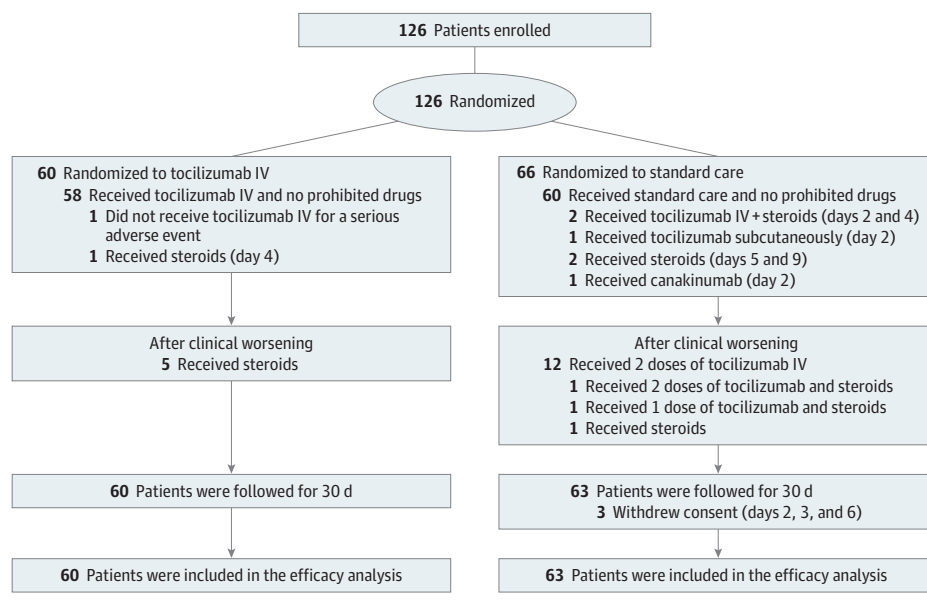 126 Patients enrolled
126 Randomized
60 Randomized to tocilizumab IV
58 Received tocilizumab IV and no prohibited drugs
1 Did not receive tocilizumab IV for a serious
adverse event
1 Received steroids (day 4)
66 Randomized to standard care
60 Received standard care and no prohibited drugs
2 Received tocilizumab IV + steroids (days 2 and 4)
1 Received tocilizumab subcutaneously (day 2)
2 Received steroids (days 5 and 9)
1 Received canakinumab (day 2)
After clinical worsening
5 Received steroids
After clinical worsening
12 Received 2 doses of tocilizumab IV
1 Received 2 doses of tocilizumab and steroids
1 Received 1 dose of tocilizumab and steroids
1 Received steroids
60 Patients were followed for 30 d
63 Patients were followed for 30 d
3 Withdrew consent (days 2, 3, and 6)
60 Patients were included in the efficacy analysis
63 Patients were included in the efficacy analysis